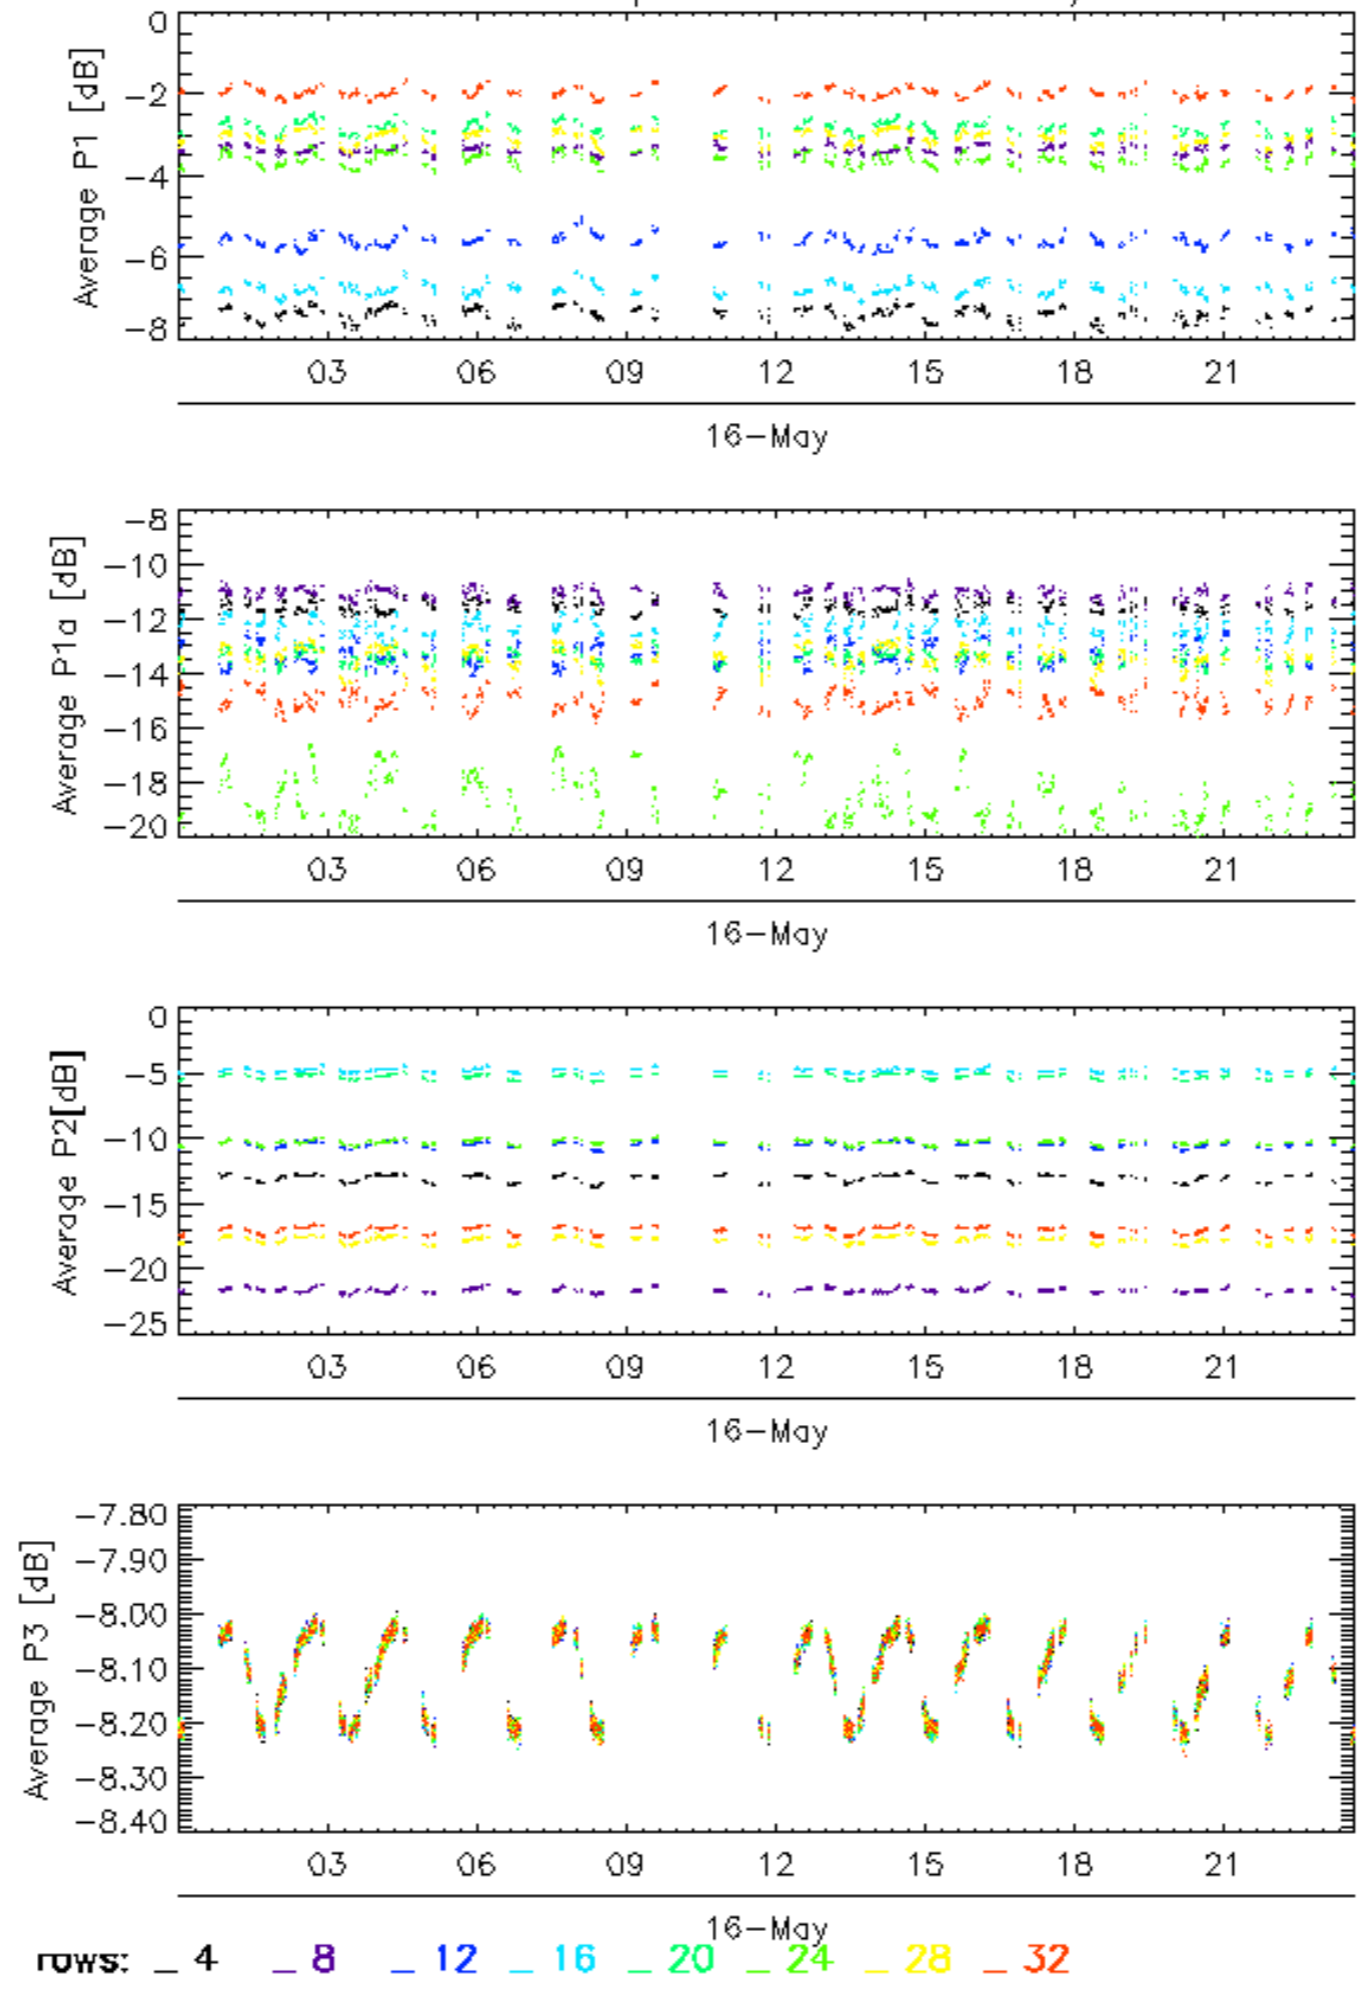 0
−2
−4
−6
−8
Average P1 [dB]
03 06 09 12 15 18 21
16−May
−8
−10
−12
−14
−16
−18
−20
Average P1a [dB]
03 06 09 12 15 18 21
16−May
0
−5
−10
−15
−20
−25
Average P2[dB]
03 06 09 12 15 18 21
16−May
−7.80
−7.90
−8.00
−8.10
−8.20
−8.30
−8.40
Average P3 [dB]
03 06 09 12 15 18 21
16−May
rows: _ 4 _ 8 _ 12 _ 16 _ 20 _ 24 _ 28 _ 32